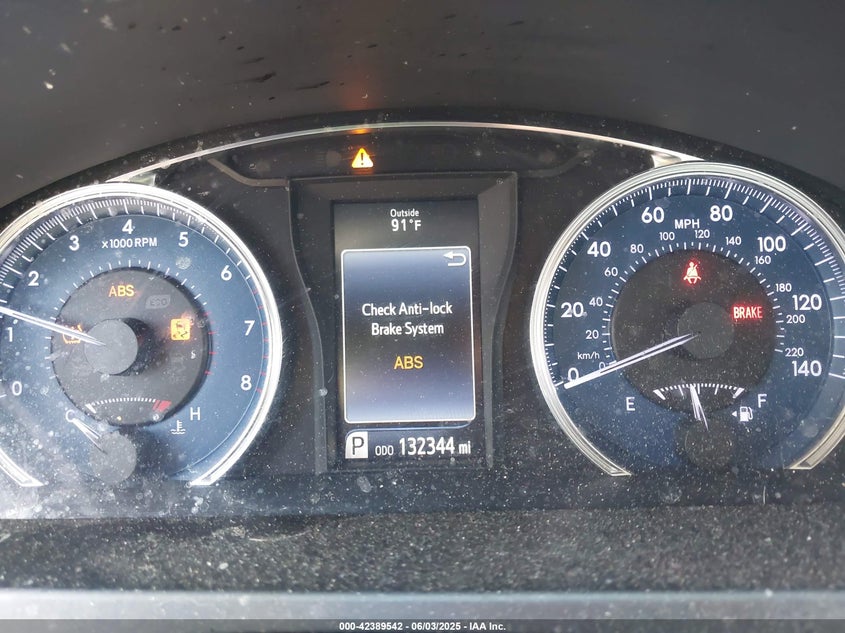 Outside
91°F
Check Anti-lock
Brake System
ABS
P ODO 132344 mi
x1000 RPM
0 1 2 3 4 5 6 7 8
ABS
C H
MPH
0 20 40 60 80 100 120 140
km/h
0 20 40 60 80 100 120 140 160 180 200 220
BRAKE
E F
000-42389542 - 06/03/2025 - IAA Inc.